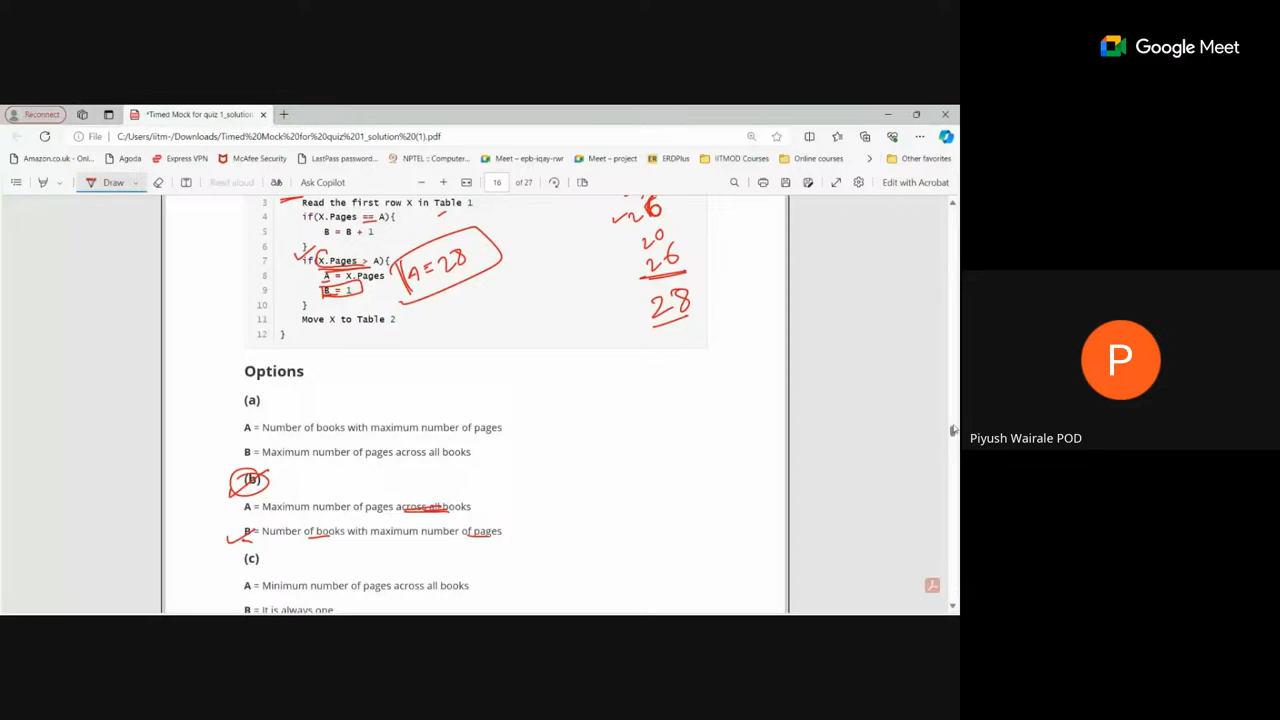 Google Meet
Reconnect
*Timed Mock for quiz 1_solution
File
C:/Users/iitm-/Downloads/Timed%20Mock%20for%20quiz%201_solution%20(1).pdf
Amazon.co.uk - Onl...
Agoda
Express VPN
McAfee Security
LastPass password...
NPTEL :: Computer...
Meet – epb-iqay-rwr
Meet – project
ERDPlus
IITMOD Courses
Online courses
Other favorites
Draw
Read aloud
Ask Copilot
16 of 27
Edit with Acrobat
3 Read the first row X in Table 1
4 if(X.Pages == A){
5 B = B + 1
6 }
7 if(X.Pages > A){
8 A = X.Pages
9 B = 1
10 }
11 Move X to Table 2
12 }
A = 28
26
20
26
28
Options
(a)
A = Number of books with maximum number of pages
B = Maximum number of pages across all books
(b)
A = Maximum number of pages across all books
B = Number of books with maximum number of pages
(c)
A = Minimum number of pages across all books
B = It is always one
P
Piyush Wairale POD